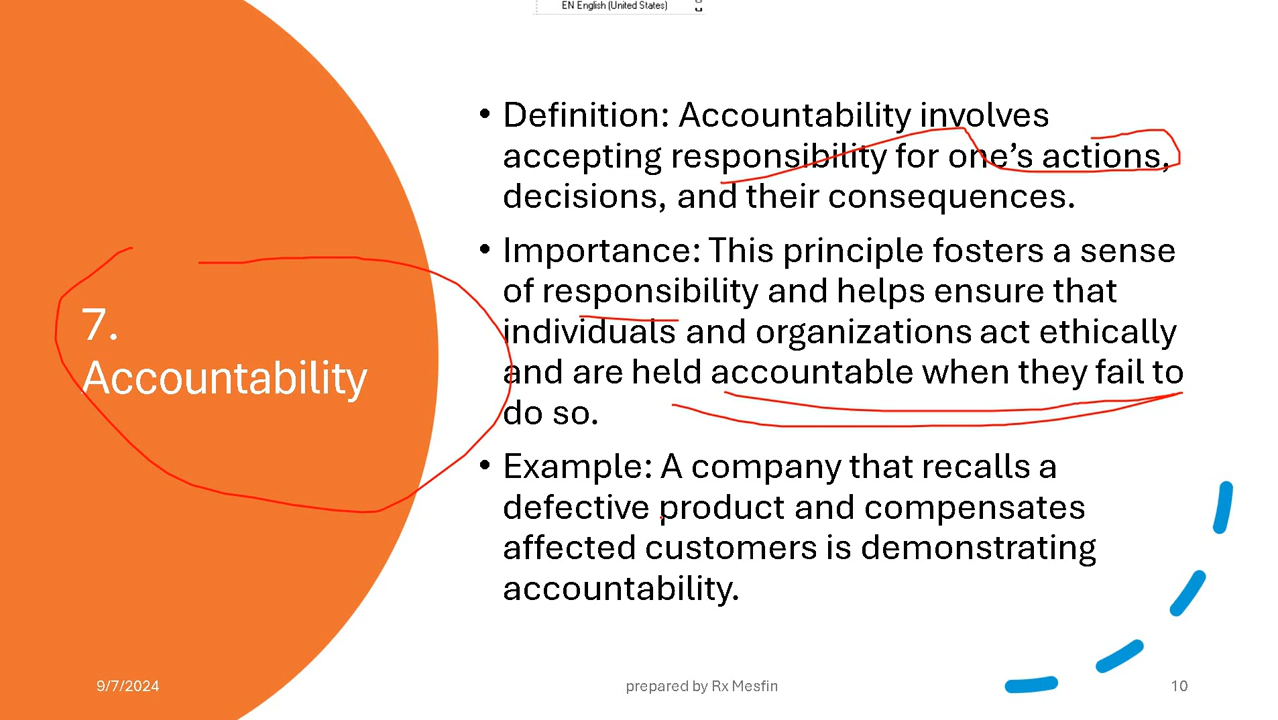 EN English (United States)
7.
Accountability
• Definition: Accountability involves
accepting responsibility for one’s actions,
decisions, and their consequences.
• Importance: This principle fosters a sense
of responsibility and helps ensure that
individuals and organizations act ethically
and are held accountable when they fail to
do so.
• Example: A company that recalls a
defective product and compensates
affected customers is demonstrating
accountability.
9/7/2024
prepared by Rx Mesfin
10